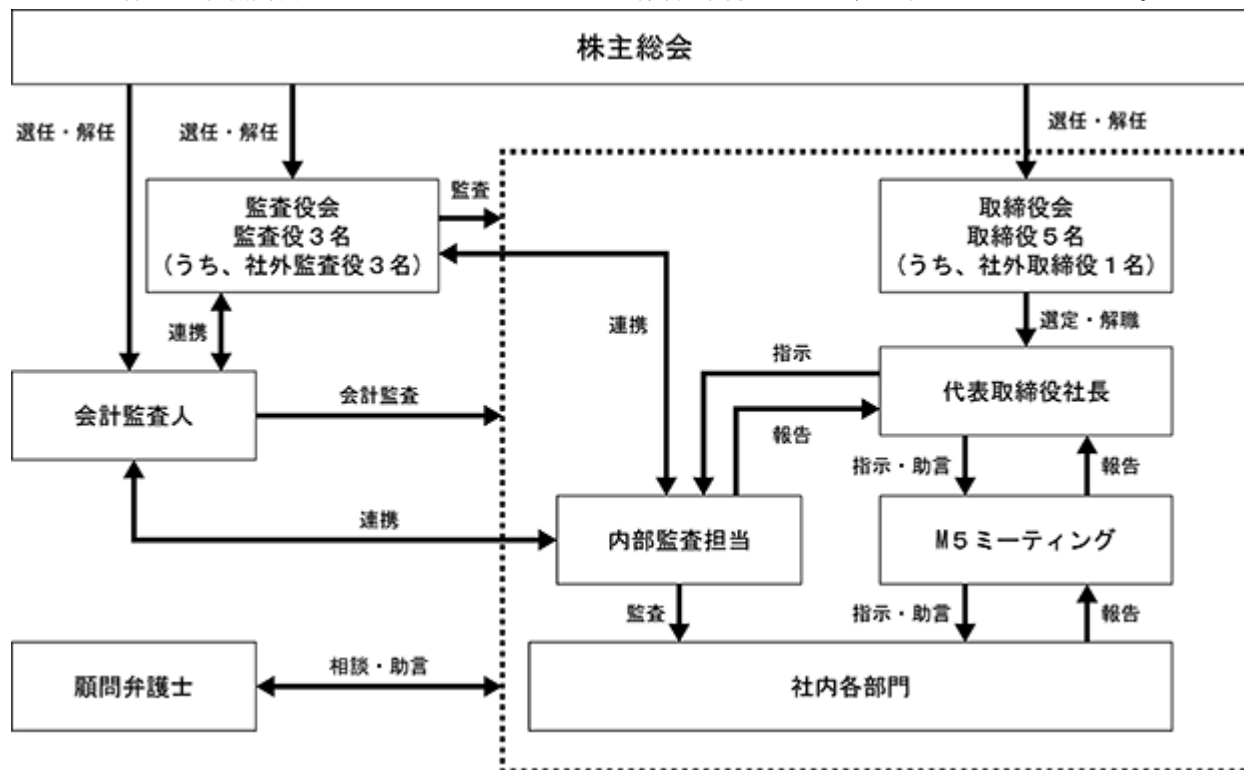 株主総会
選任・解任
選任・解任
選任・解任
監査役会
監査役3名
(うち、社外監査役3名)
監査
取締役会
取締役5名
(うち、社外取締役1名)
連携
連携
選定・解職
指示
代表取締役社長
会計監査人
会計監査
報告
指示・助言
報告
連携
内部監査担当
M5ミーティング
監査
指示・助言
報告
顧問弁護士
相談・助言
社内各部門